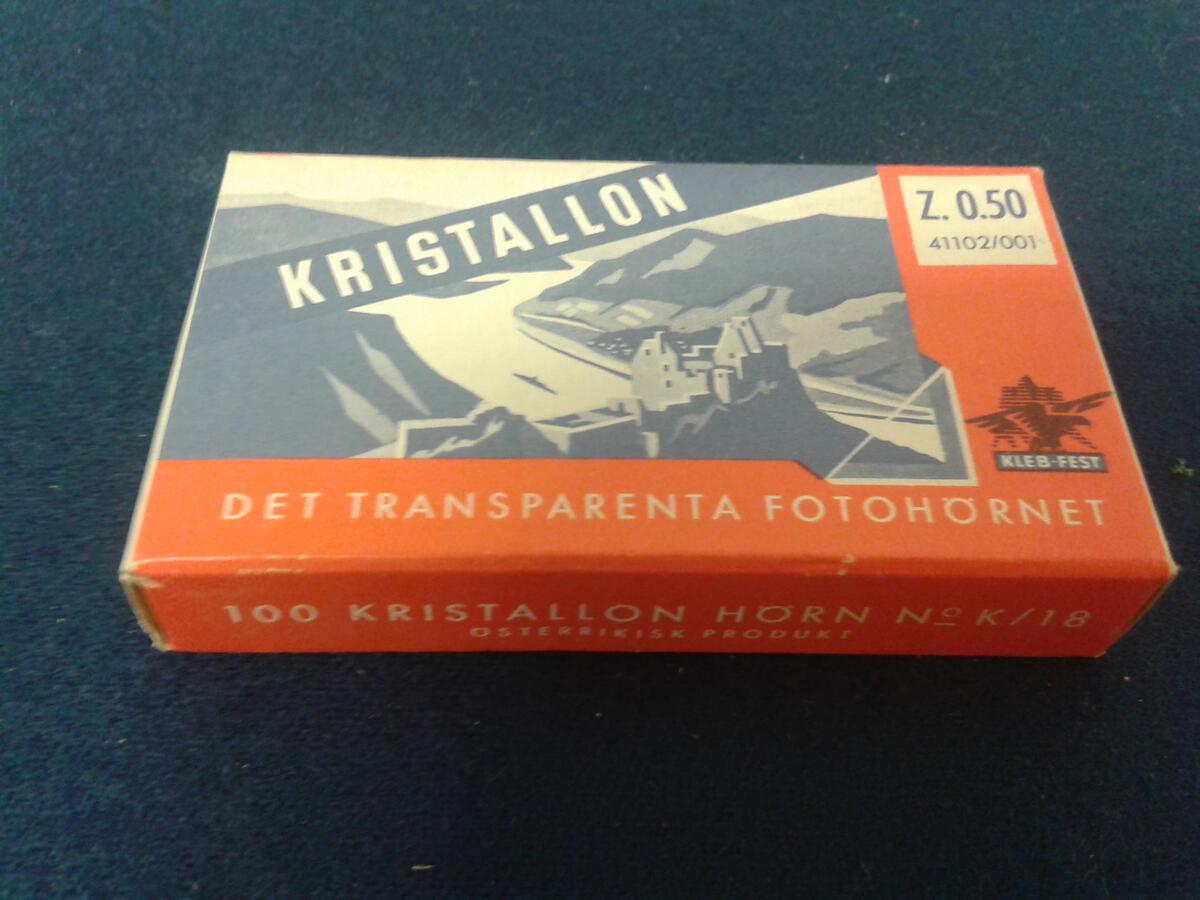 KRISTALLON
Z. 0.50
41102/001
KLEB-FEST
DET TRANSPARENTA FOTOHÖRNET
100 KRISTALLON HÖRN Nº K/18
ÖSTERRIKISK PRODUKT